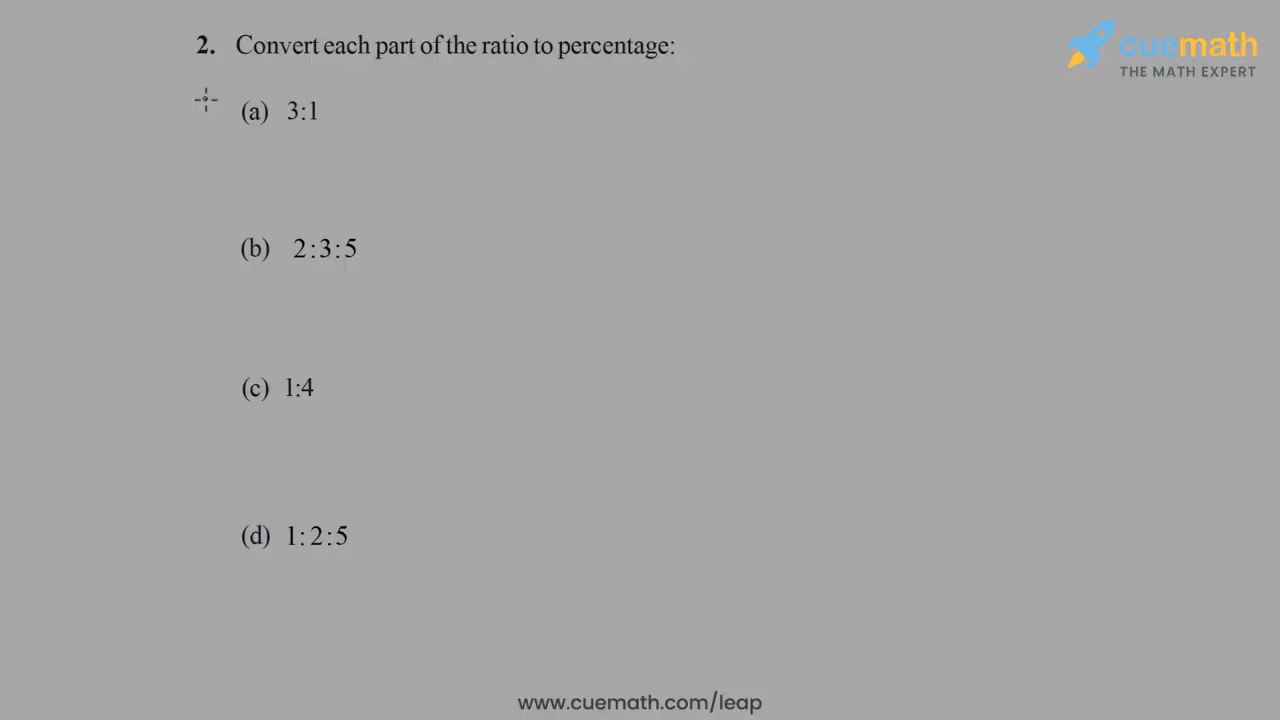 2. Convert each part of the ratio to percentage:
cuemath
THE MATH EXPERT
(a) 3:1
(b) 2:3:5
(c) 1:4
(d) 1:2:5
www.cuemath.com/leap